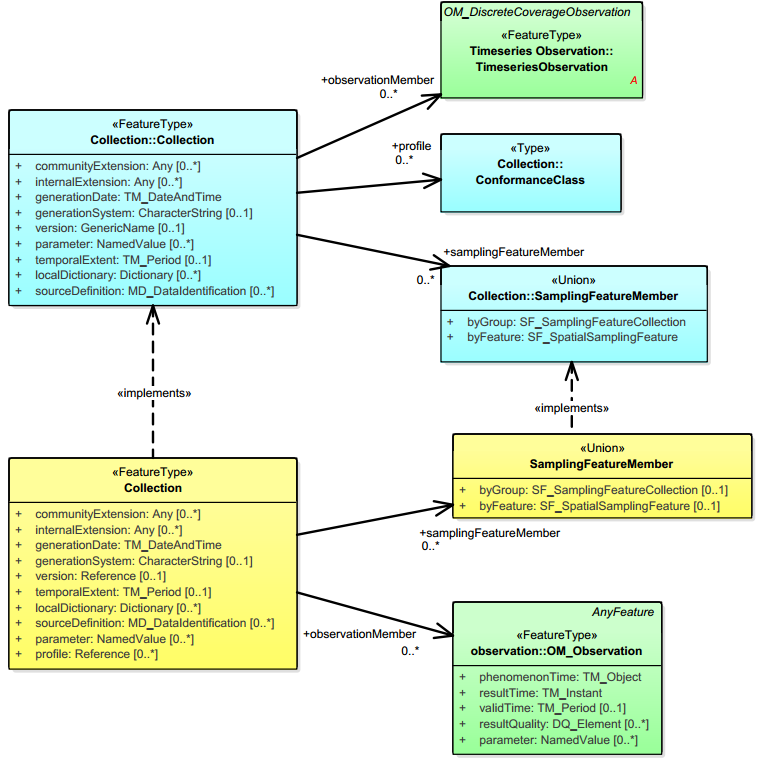 OM_DiscreteCoverageObservation
«FeatureType»
Timeseries Observation::
TimeseriesObservation
A
+observationMember
0..*
«FeatureType»
Collection::Collection
+ communityExtension: Any [0..*]
+ internalExtension: Any [0..*]
+ generationDate: TM_DateAndTime
+ generationSystem: CharacterString [0..1]
+ version: GenericName [0..1]
+ parameter: NamedValue [0..*]
+ temporalExtent: TM_Period [0..1]
+ localDictionary: Dictionary [0..*]
+ sourceDefinition: MD_DataIdentification [0..*]
+profile
0..*
«Type»
Collection::
ConformanceClass
+samplingFeatureMember
0..*
«Union»
Collection::SamplingFeatureMember
+ byGroup: SF_SamplingFeatureCollection
+ byFeature: SF_SpatialSamplingFeature
«implements»
«implements»
«FeatureType»
Collection
+ communityExtension: Any [0..*]
+ internalExtension: Any [0..*]
+ generationDate: TM_DateAndTime
+ generationSystem: CharacterString [0..1]
+ version: Reference [0..1]
+ temporalExtent: TM_Period [0..1]
+ localDictionary: Dictionary [0..*]
+ sourceDefinition: MD_DataIdentification [0..*]
+ parameter: NamedValue [0..*]
+ profile: Reference [0..*]
«Union»
SamplingFeatureMember
+ byGroup: SF_SamplingFeatureCollection [0..1]
+ byFeature: SF_SpatialSamplingFeature [0..1]
+samplingFeatureMember
0..*
+observationMember
0..*
AnyFeature
«FeatureType»
observation::OM_Observation
+ phenomenonTime: TM_Object
+ resultTime: TM_Instant
+ validTime: TM_Period [0..1]
+ resultQuality: DQ_Element [0..*]
+ parameter: NamedValue [0..*]